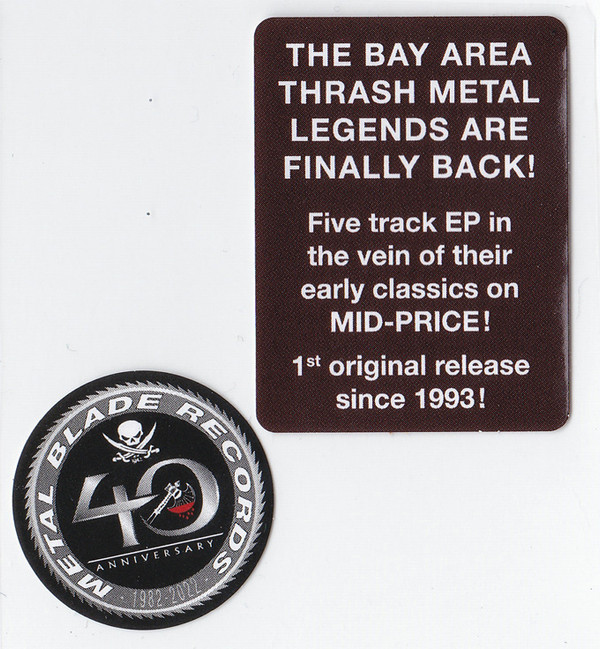 THE BAY AREA
THRASH METAL
LEGENDS ARE
FINALLY BACK!
Five track EP in
the vein of their
early classics on
MID-PRICE!
1st original release
since 1993!
METAL BLADE RECORDS
40
ANNIVERSARY
· 1982-2022 ·